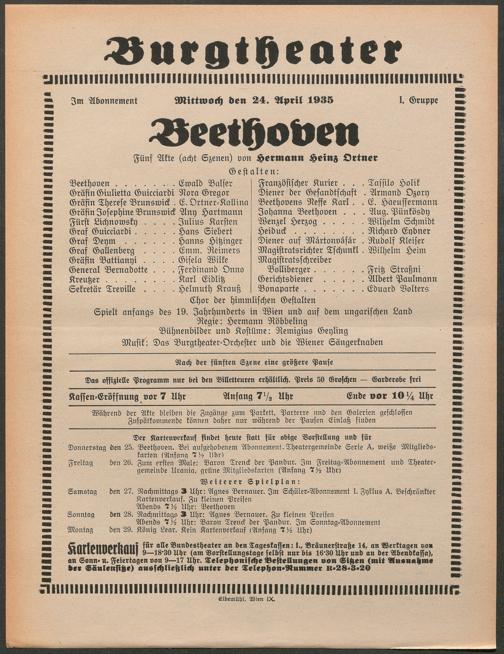 Burgtheater
Im Abonnement Mittwoch den 24. April 1935 I. Gruppe
Beethoven
Fünf Akte (acht Szenen) von Hermann Heinz Ortner
Gestalten:
Beethoven . . . . . . . Ewald Balser
Gräfin Giulietta Guicciardi . Nora Gregor
Gräfin Therese Brunswick . E. Ortner-Kallina
Gräfin Josephine Brunswick Any Hartmann
Fürst Lichnowsky . . . . Julius Karsten
Graf Guicciardi . . . . . Hans Siebert
Graf Deym . . . . . . . Hanns Hitzinger
Graf Gallenberg . . . . . Emm. Reimers
Gräfin Batthanyi . . . . Gisela Wilke
General Bernadotte . . . Ferdinand Onno
Kreutzer . . . . . . . . Karl Eidlitz
Sekretär Treville . . . . Helmuth Krauß
Französischer Kurier . . . Tassilo Holik
Diener der Gesandtschaft . Armand Ozory
Beethovens Neffe Karl . . E. Haeussermann
Johanna Beethoven . . . Aug. Pünkösdy
Wenzel Herzog . . . . . Wilhelm Schmidt
Heiduck . . . . . . . . Richard Eybner
Diener auf Mártonvásár . Rudolf Kleiser
Magistratsrichter Tschunkl . Wilhelm Heim
Magistratsschreiber
Bolliberger . . . . . . Fritz Straßni
Gerichtsdiener . . . . . Albert Paulmann
Bonaparte . . . . . . . Eduard Volters
Chor der himmlischen Gestalten
Spielt anfangs des 19. Jahrhunderts in Wien und auf dem ungarischen Land
Regie: Hermann Röbbeling
Bühnenbilder und Kostüme: Remigius Geyling
Musik: Das Burgtheater-Orchester und die Wiener Sängerknaben
Nach der fünften Szene eine größere Pause
Das offizielle Programm nur bei den Billetteuren erhältlich. Preis 50 Groschen — Garderobe frei
Kassen-Eröffnung vor 7 Uhr Anfang 7½ Uhr Ende vor 10¼ Uhr
Während der Akte bleiben die Zugänge zum Parkett, Parterre und den Galerien geschlossen
Zuspätkommende können daher nur während der Pausen Einlaß finden
Der Kartenverkauf findet heute statt für obige Vorstellung und für
Donnerstag den 25. Beethoven. Bei aufgehobenem Abonnement. Theatergemeinde Serie A, weiße Mitglieds-
karten (Anfang 7½ Uhr)
Freitag den 26. Zum ersten Male: Baron Trenck der Pandur. Im Freitag-Abonnement und Theater-
gemeinde Urania, grüne Mitgliedskarten (Anfang 7½ Uhr)
Weiterer Spielplan:
Samstag den 27. Nachmittags 3 Uhr: Agnes Bernauer. Im Schüler-Abonnement I. Zyklus A. Beschränkter
Kartenverkauf. Zu kleinen Preisen
Abends 7½ Uhr: Beethoven
Sonntag den 28. Nachmittags 3 Uhr: Agnes Bernauer. Zu kleinen Preisen
Abends 7½ Uhr: Baron Trenck der Pandur. Im Sonntag-Abonnement
Montag den 29. König Lear. Kein Kartenverkauf (Anfang 7½ Uhr)
Kartenverkauf für alle Bundestheater an den Tageskassen: I., Bräunerstraße 14, an Werktagen von
9—18·30 Uhr (am Vorstellungstage selbst nur bis 16·30 Uhr und an der Abendkassa),
an Sonn- u. Feiertagen von 9—17 Uhr. Telephonische Bestellungen von Sitzen (mit Ausnahme
der Säulensitze) ausschließlich unter der Telephon-Nummer R-28-3-20
Elbemühl, Wien IX.